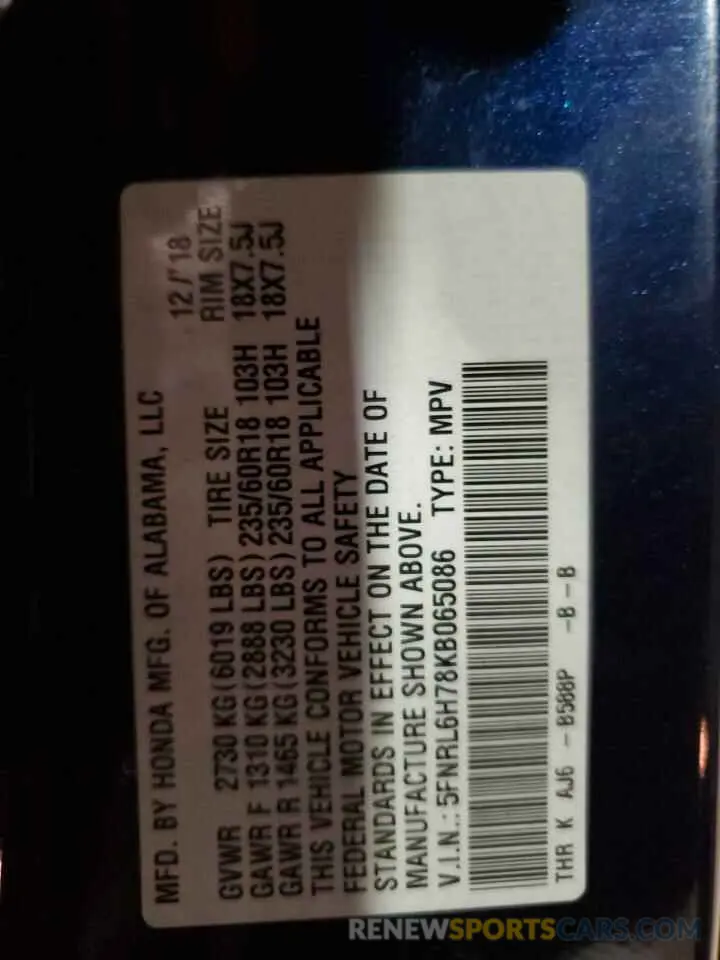 MFD. BY HONDA MFG. OF ALABAMA, LLC 12/'18
GVWR 2730 KG(6019 LBS) TIRE SIZE RIM SIZE
GAWR F 1310 KG(2888 LBS)235/60R18 103H 18X7.5J
GAWR R 1465 KG(3230 LBS)235/60R18 103H 18X7.5J
THIS VEHICLE CONFORMS TO ALL APPLICABLE
FEDERAL MOTOR VEHICLE SAFETY
STANDARDS IN EFFECT ON THE DATE OF
MANUFACTURE SHOWN ABOVE.
V.I.N.:5FNRL6H78KB065086 TYPE: MPV
THR K AJ6 -B588P -B-B
RENEWSPORTSCARS.COM